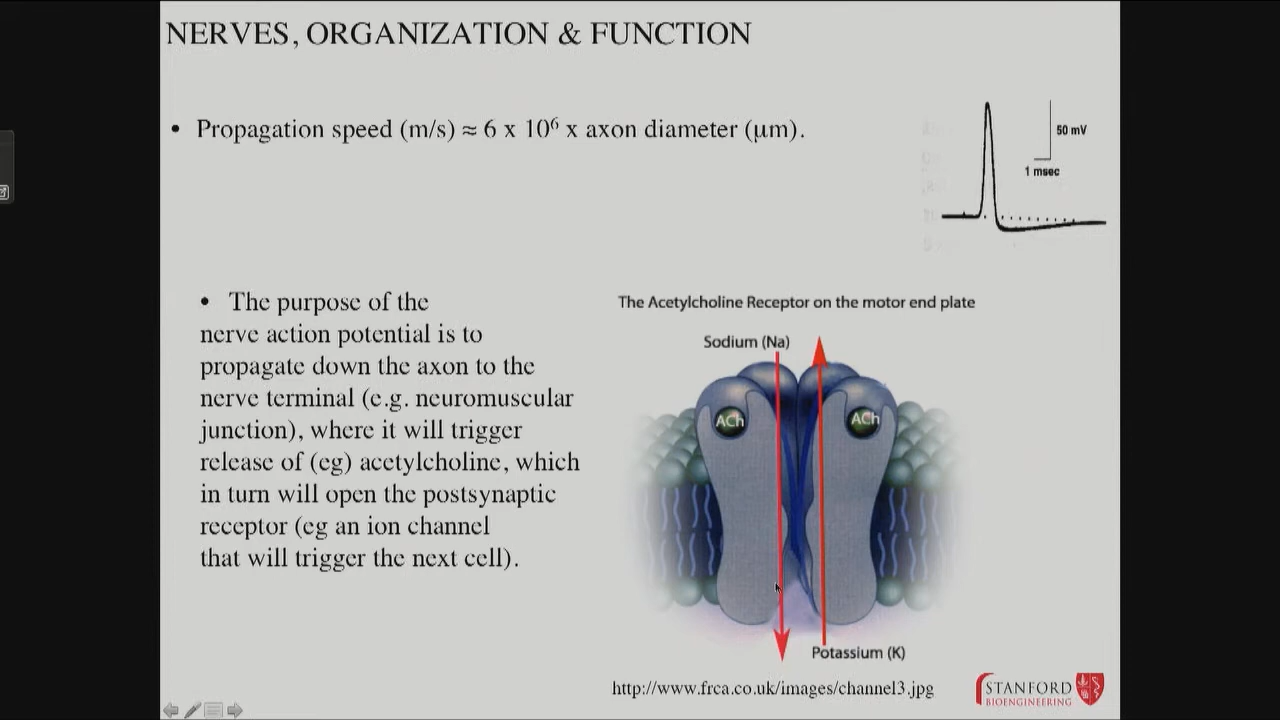 NERVES, ORGANIZATION & FUNCTION
• Propagation speed (m/s) ≈ 6 x 10⁶ x axon diameter (μm).
50 mV
1 msec
• The purpose of the
nerve action potential is to
propagate down the axon to the
nerve terminal (e.g. neuromuscular
junction), where it will trigger
release of (eg) acetylcholine, which
in turn will open the postsynaptic
receptor (eg an ion channel
that will trigger the next cell).
The Acetylcholine Receptor on the motor end plate
Sodium (Na)
ACh
ACh
Potassium (K)
http://www.frca.co.uk/images/channel3.jpg
STANFORD
BIOENGINEERING